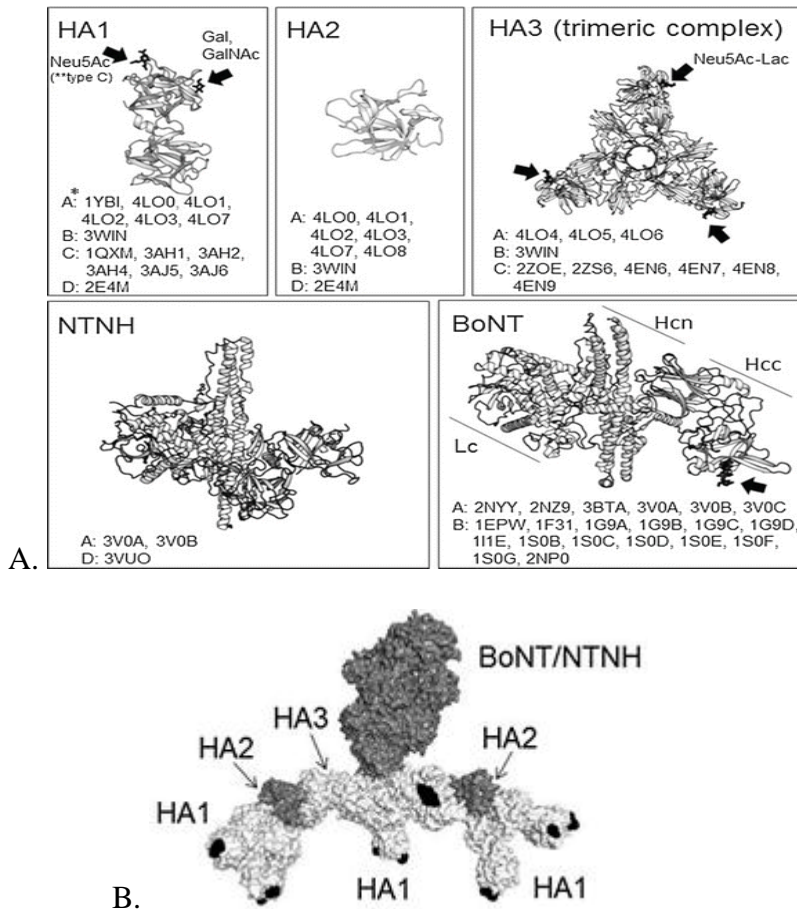 HA1
Gal,
GalNAc
Neu5Ac
(**type C)
*
A: 1YBI, 4LO0, 4LO1,
4LO2, 4LO3, 4LO7
B: 3WIN
C: 1QXM, 3AH1, 3AH2,
3AH4, 3AJ5, 3AJ6
D: 2E4M
HA2
A: 4LO0, 4LO1,
4LO2, 4LO3,
4LO7, 4LO8
B: 3WIN
D: 2E4M
HA3 (trimeric complex)
Neu5Ac-Lac
A: 4LO4, 4LO5, 4LO6
B: 3WIN
C: 2ZOE, 2ZS6, 4EN6, 4EN7, 4EN8,
4EN9
NTNH
A: 3V0A, 3V0B
D: 3VUO
BoNT
Hcn
Hcc
Lc
A: 2NYY, 2NZ9, 3BTA, 3V0A, 3V0B, 3V0C
B: 1EPW, 1F31, 1G9A, 1G9B, 1G9C, 1G9D,
1I1E, 1S0B, 1S0C, 1S0D, 1S0E, 1S0F,
1S0G, 2NP0
A.
BoNT/NTNH
HA3
HA2
HA2
HA1
HA1
HA1
B.